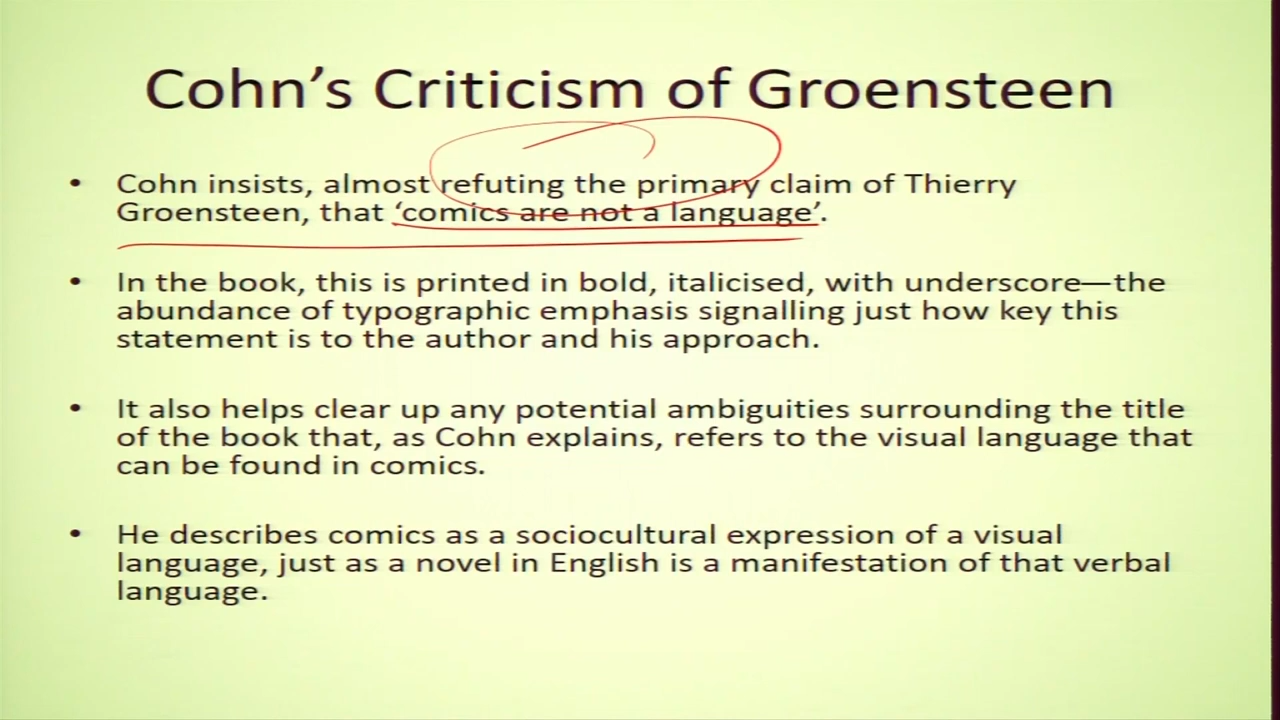 Cohn’s Criticism of Groensteen
• Cohn insists, almost refuting the primary claim of Thierry
Groensteen, that ‘comics are not a language’.
• In the book, this is printed in bold, italicised, with underscore—the
abundance of typographic emphasis signalling just how key this
statement is to the author and his approach.
• It also helps clear up any potential ambiguities surrounding the title
of the book that, as Cohn explains, refers to the visual language that
can be found in comics.
• He describes comics as a sociocultural expression of a visual
language, just as a novel in English is a manifestation of that verbal
language.